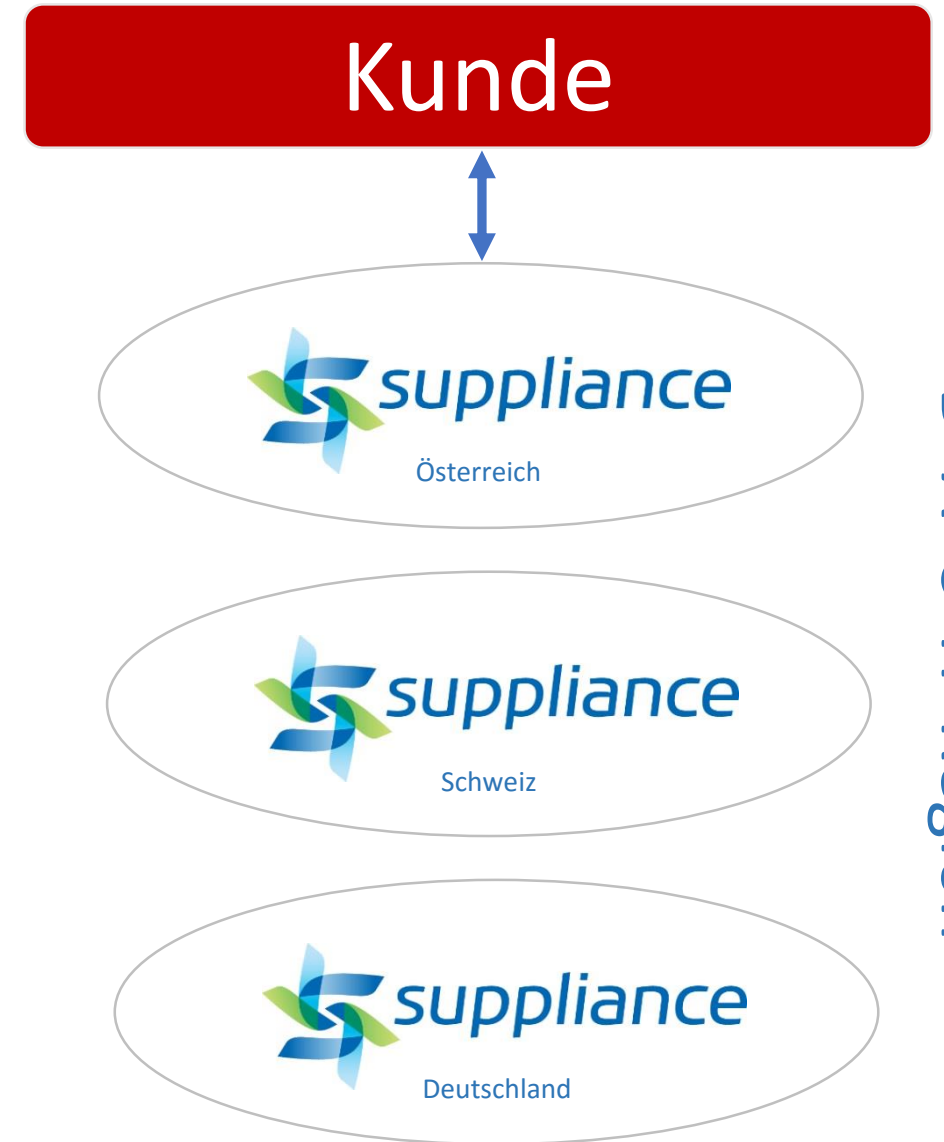 Kunde
suppliance
Österreich
suppliance
Schweiz
suppliance
Deutschland